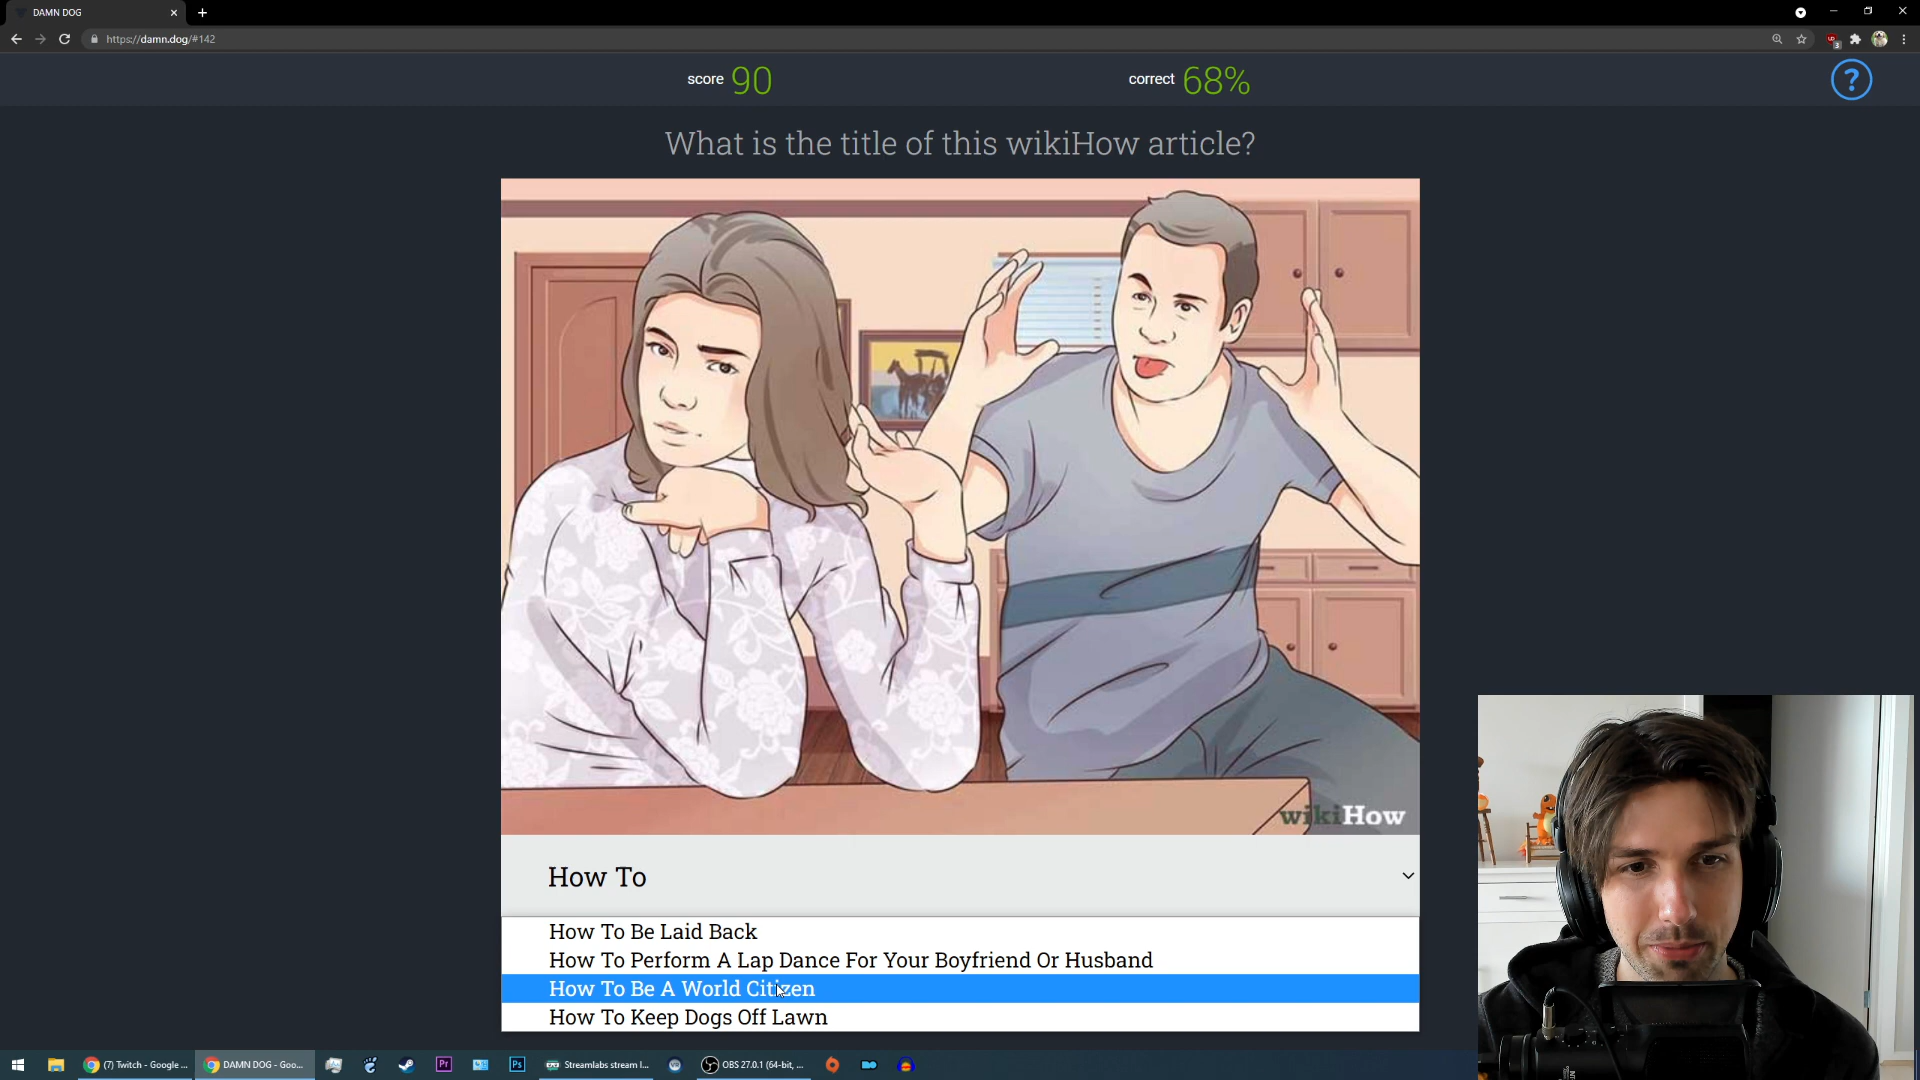 DAMN DOG
https://damn.dog/#142
score 90
correct 68%
?
What is the title of this wikiHow article?
wikiHow
How To
How To Be Laid Back
How To Perform A Lap Dance For Your Boyfriend Or Husband
How To Be A World Citizen
How To Keep Dogs Off Lawn
(7) Twitch - Google ...
DAMN DOG - Goo...
Pr
Ps
Streamlabs stream l...
OBS 27.0.1 (64-bit, ...